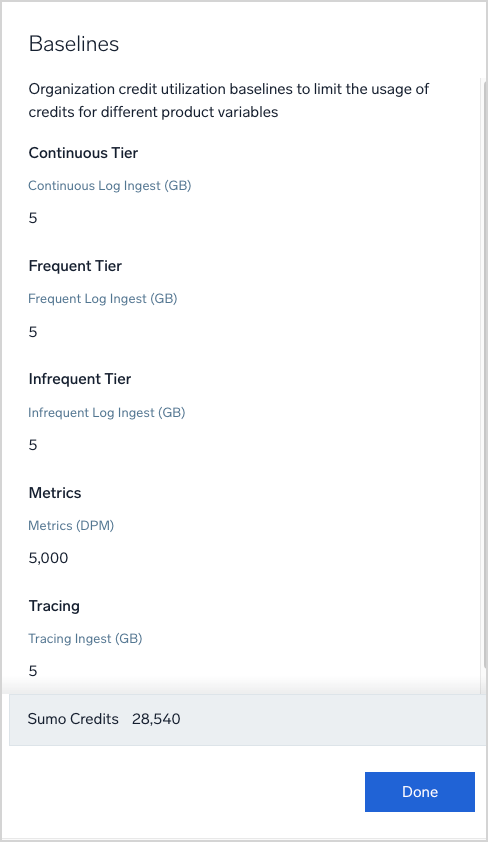 Baselines
Organization credit utilization baselines to limit the usage of
credits for different product variables
Continuous Tier
Continuous Log Ingest (GB)
5
Frequent Tier
Frequent Log Ingest (GB)
5
Infrequent Tier
Infrequent Log Ingest (GB)
5
Metrics
Metrics (DPM)
5,000
Tracing
Tracing Ingest (GB)
5
Sumo Credits 28,540
Done